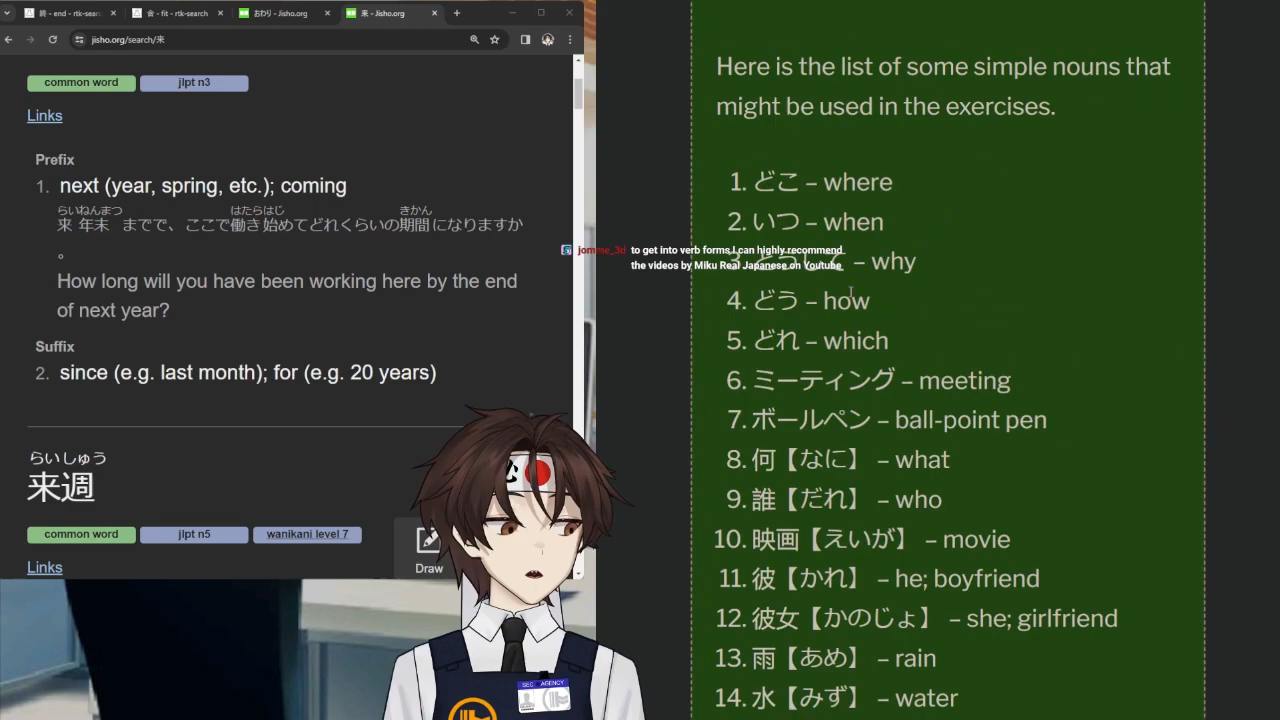 終 - end - rtk-sear
会 - fit - rtk-search
おわり - Jisho.org
来 - Jisho.org
jisho.org/search/来
common word
jlpt n3
Links
Prefix
1. next (year, spring, etc.); coming
らいねんまつ はたらはじ きかん
来年末までで、ここで働き始めてどれくらいの期間になりますか
。
How long will you have been working here by the end
of next year?
Suffix
2. since (e.g. last month); for (e.g. 20 years)
らいしゅう
来週
common word
jlpt n5
wanikani level 7
Links
Draw
SEC AGENCY
jomme_3d to get into verb forms I can highly recommend
the videos by Miku Real Japanese on Youtube
Here is the list of some simple nouns that
might be used in the exercises.
1. どこ – where
2. いつ – when
3. どうして – why
4. どう – how
5. どれ – which
6. ミーティング – meeting
7. ボールペン – ball-point pen
8. 何【なに】 – what
9. 誰【だれ】 – who
10. 映画【えいが】 – movie
11. 彼【かれ】 – he; boyfriend
12. 彼女【かのじょ】 – she; girlfriend
13. 雨【あめ】 – rain
14. 水【みず】 – water